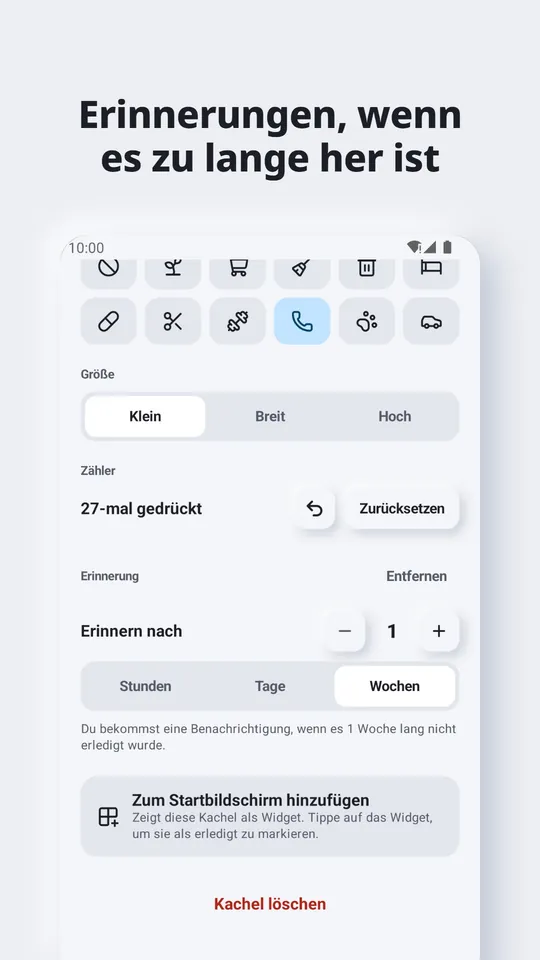 Erinnerungen, wenn
es zu lange her ist
10:00
Größe
Klein Breit Hoch
Zähler
27-mal gedrückt Zurücksetzen
Erinnerung Entfernen
Erinnern nach − 1 +
Stunden Tage Wochen
Du bekommst eine Benachrichtigung, wenn es 1 Woche lang nicht
erledigt wurde.
Zum Startbildschirm hinzufügen
Zeigt diese Kachel als Widget. Tippe auf das Widget,
um sie als erledigt zu markieren.
Kachel löschen